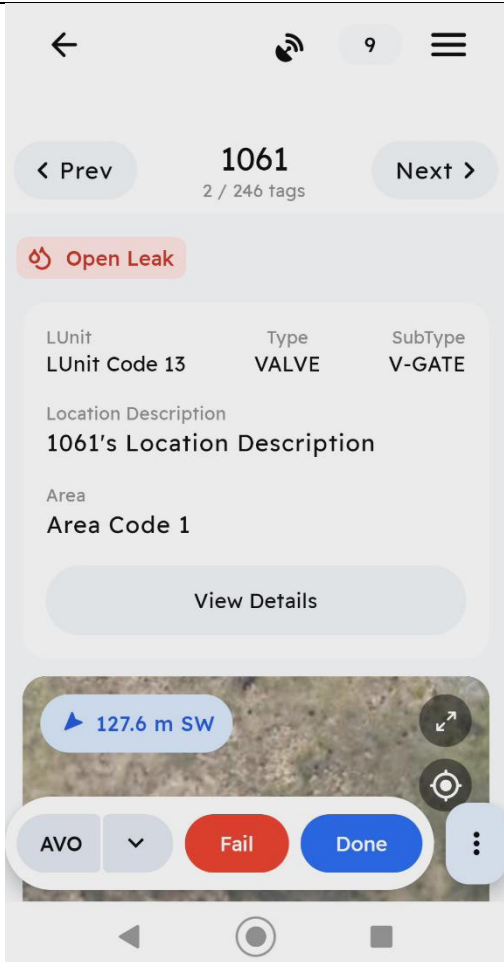 9
Prev 1061 Next
2 / 246 tags
Open Leak
LUnit Type SubType
LUnit Code 13 VALVE V-GATE
Location Description
1061's Location Description
Area
Area Code 1
View Details
127.6 m SW
AVO Fail Done